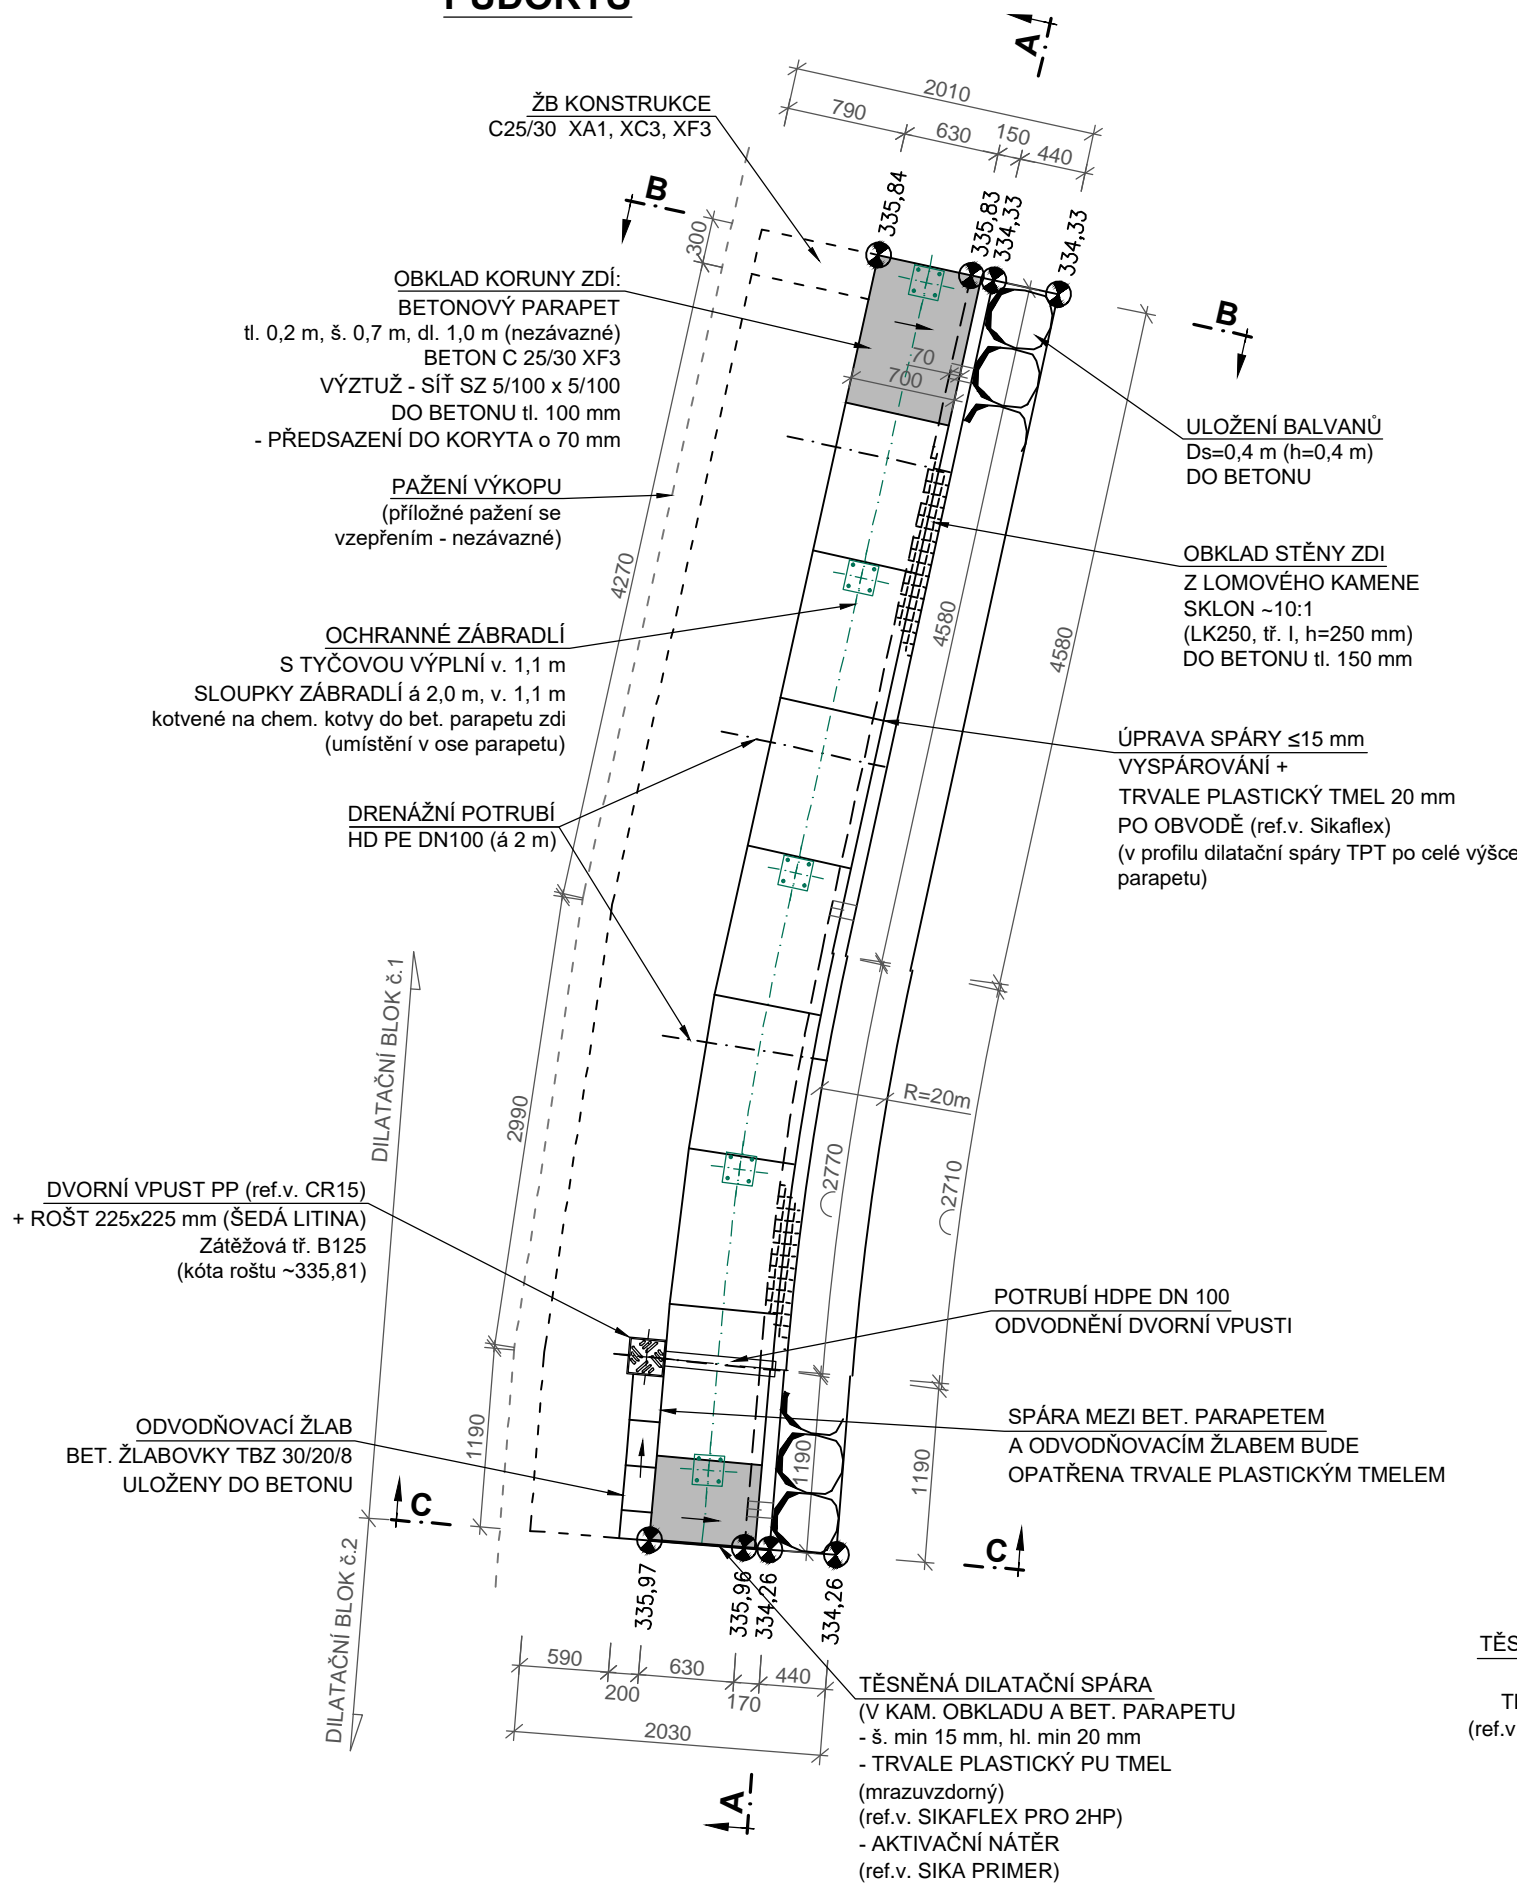 PŮDORYS
ŽB KONSTRUKCE
C25/30  XA1, XC3, XF3
A
2010
790
630
150
440
B
300
335,84
335,83
334,33
334,33
OBKLAD KORUNY ZDÍ:
BETONOVÝ PARAPET
tl. 0,2 m, š. 0,7 m, dl. 1,0 m (nezávazné)
BETON C 25/30 XF3
VÝZTUŽ - SÍŤ SZ 5/100 x 5/100
DO BETONU tl. 100 mm
- PŘEDSAZENÍ DO KORYTA o 70 mm
70
700
B
ULOŽENÍ BALVANŮ
Ds=0,4 m (h=0,4 m)
DO BETONU
PAŽENÍ VÝKOPU
(příložné pažení se
vzepřením - nezávazné)
4270
OBKLAD STĚNY ZDI
Z LOMOVÉHO KAMENE
SKLON ~10:1
(LK250, tř. I, h=250 mm)
DO BETONU tl. 150 mm
4580
4580
OCHRANNÉ ZÁBRADLÍ
S TYČOVOU VÝPLNÍ v. 1,1 m
SLOUPKY ZÁBRADLÍ á 2,0 m, v. 1,1 m
kotvené na chem. kotvy do bet. parapetu zdi
(umístění v ose parapetu)
ÚPRAVA SPÁRY ≤15 mm
VYSPÁROVÁNÍ +
TRVALE PLASTICKÝ TMEL 20 mm
PO OBVODĚ (ref.v. Sikaflex)
(v profilu dilatační spáry TPT po celé výšce
parapetu)
DRENÁŽNÍ POTRUBÍ
HD PE DN100 (á 2 m)
DILATAČNÍ BLOK č.1
2990
R=20m
2770
2710
DVORNÍ VPUST PP (ref.v. CR15)
+ ROŠT 225x225 mm (ŠEDÁ LITINA)
Zátěžová tř. B125
(kóta roštu ~335,81)
POTRUBÍ HDPE DN 100
ODVODNĚNÍ DVORNÍ VPUSTI
ODVODŇOVACÍ ŽLAB
BET. ŽLABOVKY TBZ 30/20/8
ULOŽENY DO BETONU
1190
1190
1190
SPÁRA MEZI BET. PARAPETEM
A ODVODŇOVACÍM ŽLABEM BUDE
OPATŘENA TRVALE PLASTICKÝM TMELEM
C
C
DILATAČNÍ BLOK č.2
335,97
335,96
334,26
334,26
590
200
630
170
440
2030
TĚSNĚNÁ DILATAČNÍ SPÁRA
(V KAM. OBKLADU A BET. PARAPETU
- š. min 15 mm, hl. min 20 mm
- TRVALE PLASTICKÝ PU TMEL
(mrazuvzdorný)
(ref.v. SIKAFLEX PRO 2HP)
- AKTIVAČNÍ NÁTĚR
(ref.v. SIKA PRIMER)
A
TĚS
(ref.v